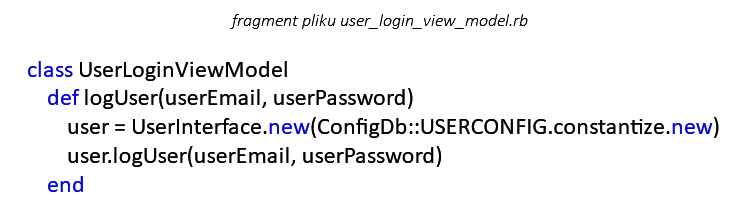 fragment pliku user_login_view_model.rb
class UserLoginViewModel
def logUser(userEmail, userPassword)
user = UserInterface.new(ConfigDb::USERCONFIG.constantize.new)
user.logUser(userEmail, userPassword)
end